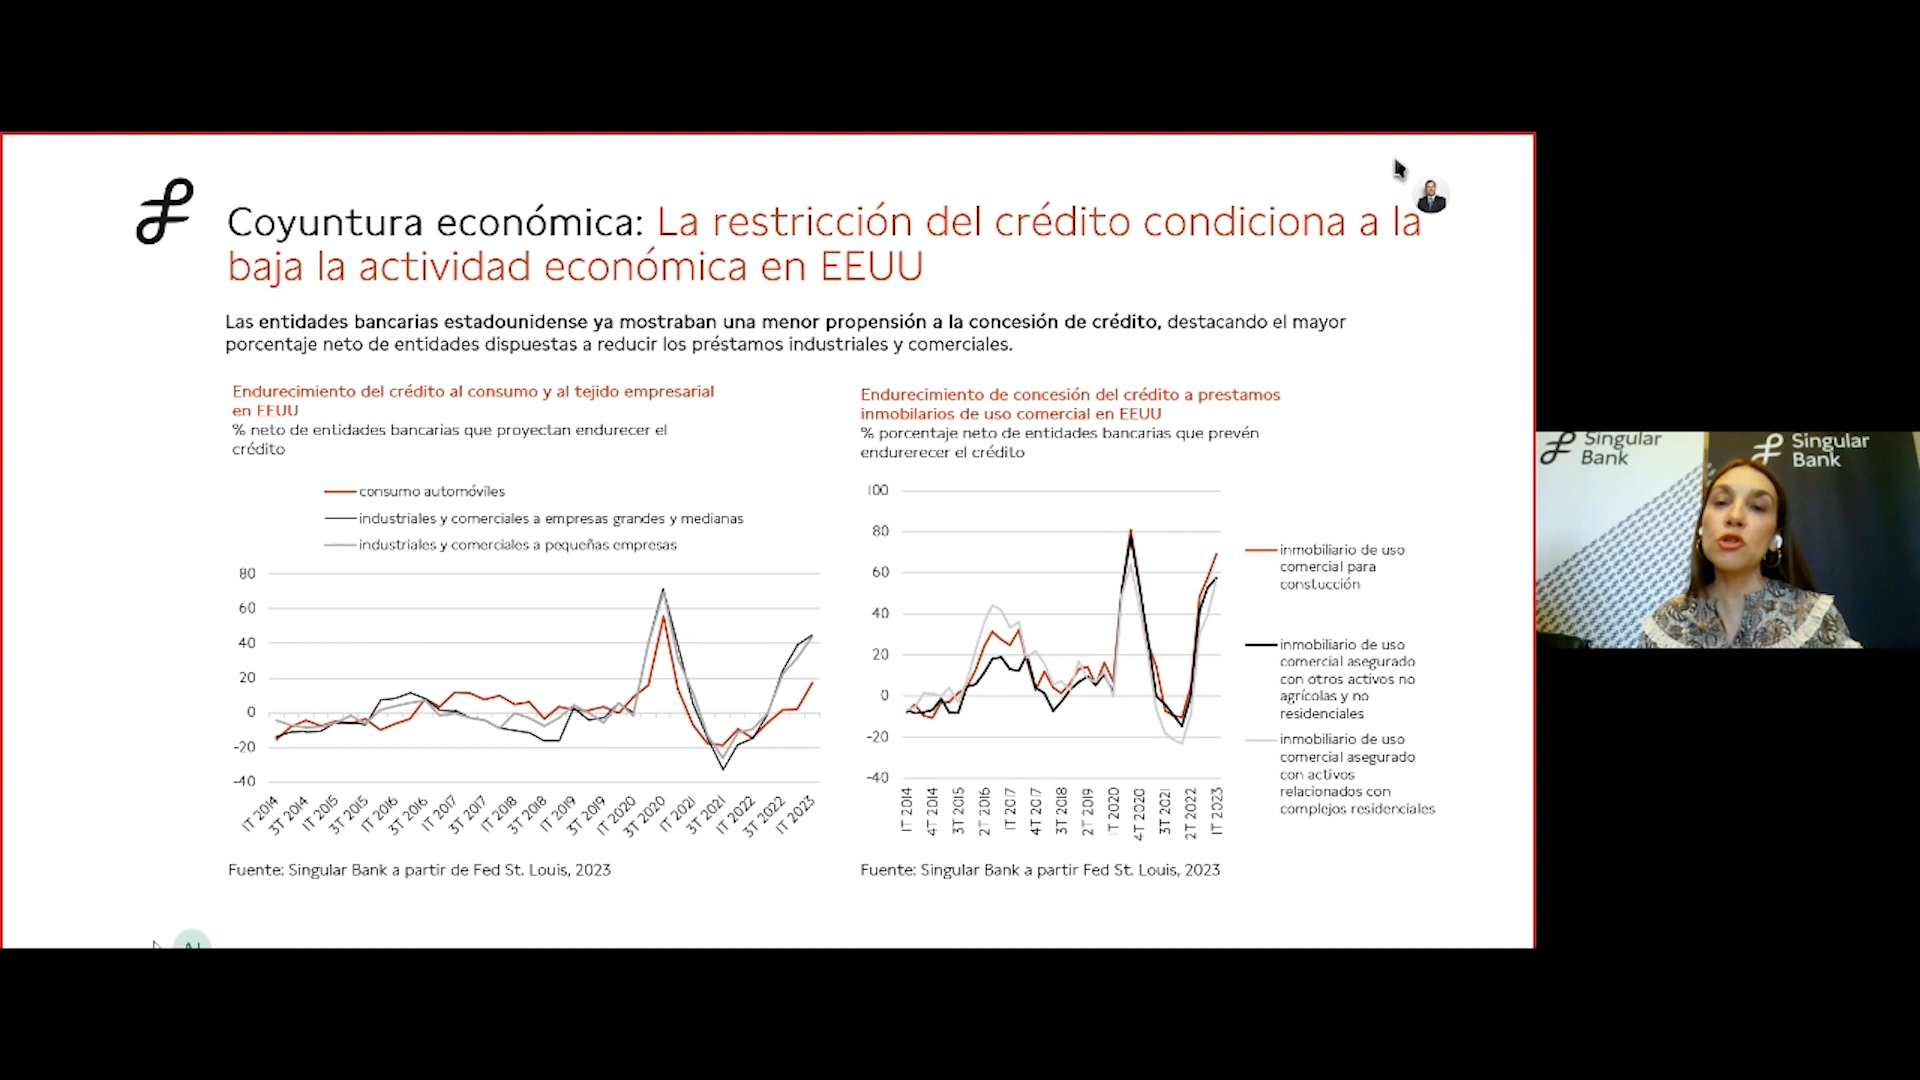 Coyuntura económica: La restricción del crédito condiciona a la
baja la actividad económica en EEUU
Las entidades bancarias estadounidense ya mostraban una menor propensión a la concesión de crédito, destacando el mayor
porcentaje neto de entidades dispuestas a reducir los préstamos industriales y comerciales.
Endurecimiento del crédito al consumo y al tejido empresarial
en EEUU
% neto de entidades bancarias que proyectan endurecer el
crédito
consumo automóviles
industriales y comerciales a empresas grandes y medianas
industriales y comerciales a pequeñas empresas
80
60
40
20
0
-20
-40
1T 2014
3T 2014
1T 2015
3T 2015
1T 2016
3T 2016
1T 2017
3T 2017
1T 2018
3T 2018
1T 2019
3T 2019
1T 2020
3T 2020
1T 2021
3T 2021
1T 2022
3T 2022
1T 2023
Fuente: Singular Bank a partir de Fed St. Louis, 2023
Endurecimiento de concesión del crédito a prestamos
inmobilarios de uso comercial en EEUU
% porcentaje neto de entidades bancarias que prevén
endurerecer el crédito
100
80
60
40
20
0
-20
-40
1T 2014
4T 2014
3T 2015
2T 2016
1T 2017
4T 2017
3T 2018
2T 2019
1T 2020
4T 2020
3T 2021
2T 2022
1T 2023
inmobiliario de uso
comercial para
constucción
inmobiliario de uso
comercial asegurado
con otros activos no
agrícolas y no
residenciales
inmobiliario de uso
comercial asegurado
con activos
relacionados con
complejos residenciales
Fuente: Singular Bank a partir Fed St. Louis, 2023
Singular
Bank
Singular
Bank